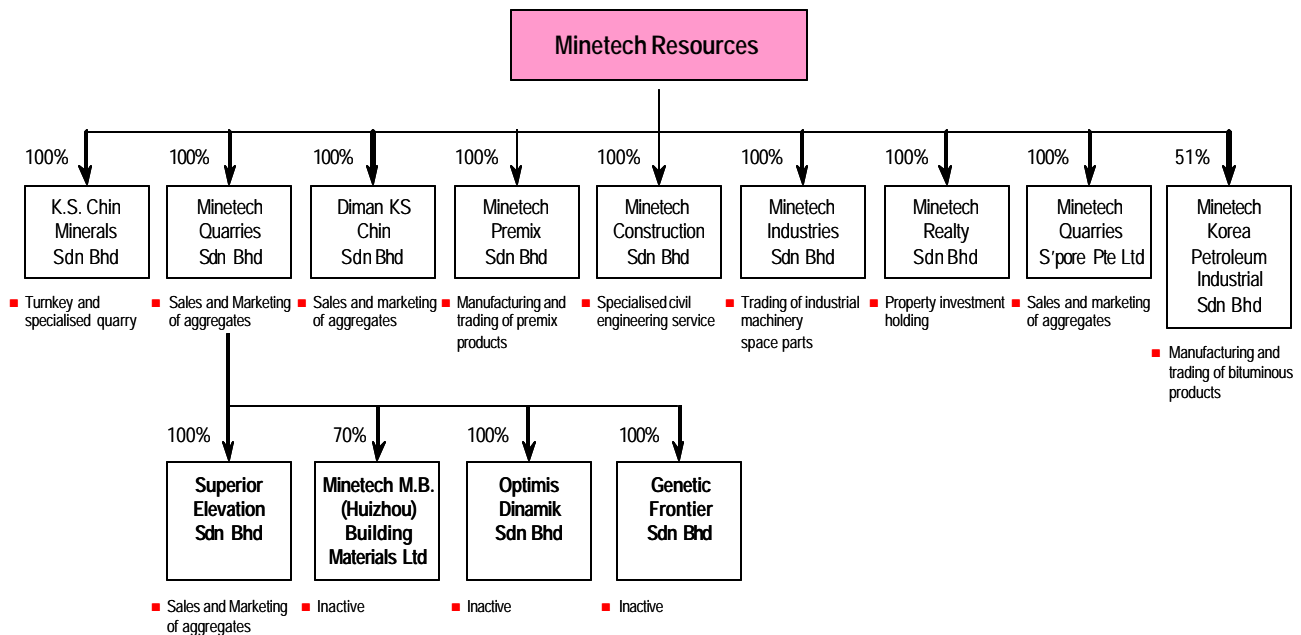 Minetech Resources
100%
100%
100%
100%
100%
100%
100%
100%
51%
K.S. Chin
Minerals
Sdn Bhd
Minetech
Quarries
Sdn Bhd
Diman KS
Chin
Sdn Bhd
Minetech
Premix
Sdn Bhd
Minetech
Construction
Sdn Bhd
Minetech
Industries
Sdn Bhd
Minetech
Realty
Sdn Bhd
Minetech
Quarries
S'pore Pte Ltd
Minetech
Korea
Petroleum
Industrial
Sdn Bhd
Turnkey and
specialised quarry
Sales and Marketing
of aggregates
Sales and marketing
of aggregates
Manufacturing and
trading of premix
products
Specialised civil
engineering service
Trading of industrial
machinery
space parts
Property investment
holding
Sales and marketing
of aggregates
Manufacturing and
trading of bituminous
products
100%
70%
100%
100%
Superior
Elevation
Sdn Bhd
Minetech M.B.
(Huizhou)
Building
Materials Ltd
Optimis
Dinamik
Sdn Bhd
Genetic
Frontier
Sdn Bhd
Sales and Marketing
of aggregates
Inactive
Inactive
Inactive